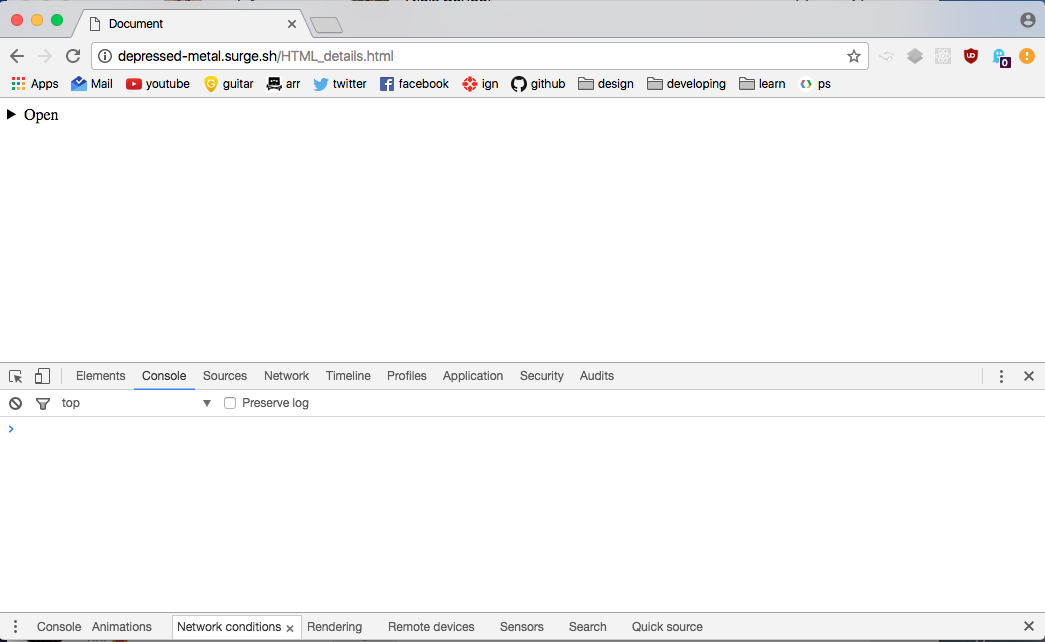 Document
depressed-metal.surge.sh/HTML_details.html
Apps Mail youtube guitar arr twitter facebook ign github design developing learn ps
Open
Elements Console Sources Network Timeline Profiles Application Security Audits
top Preserve log
Console Animations Network conditions Rendering Remote devices Sensors Search Quick source